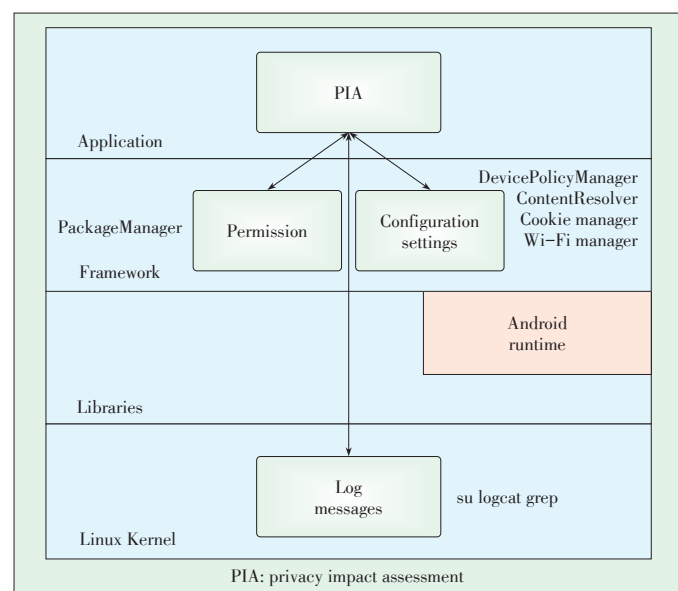 PIA
Application
DevicePolicyManager
ContentResolver
Cookie manager
Wi-Fi manager
PackageManager
Permission
Configuration
settings
Framework
Android
runtime
Libraries
Log
messages
su logcat grep
Linux Kernel
PIA: privacy impact assessment